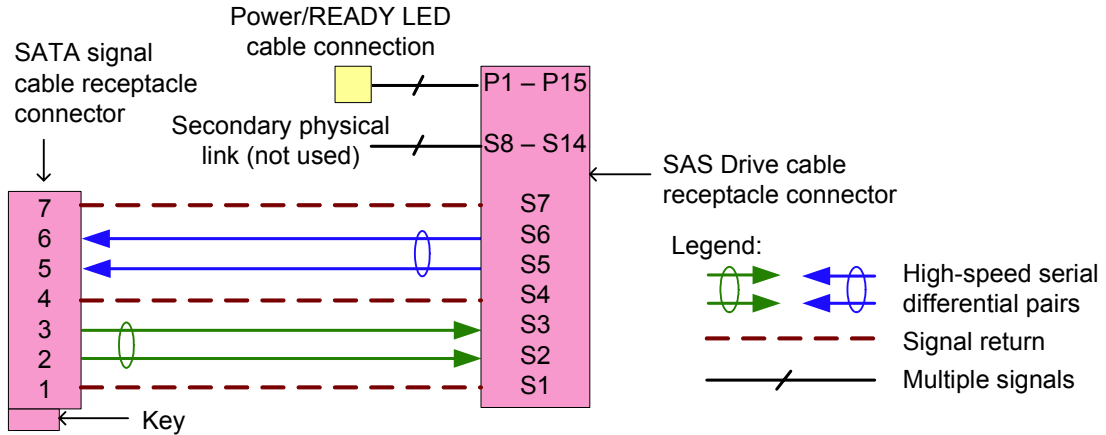 Power/READY LED
cable connection
SATA signal
cable receptacle
connector
P1 – P15
Secondary physical
link (not used)
S8 – S14
SAS Drive cable
receptacle connector
7
S7
6
S6
5
S5
4
S4
3
S3
2
S2
1
S1
Key
Legend:
High-speed serial
differential pairs
Signal return
Multiple signals